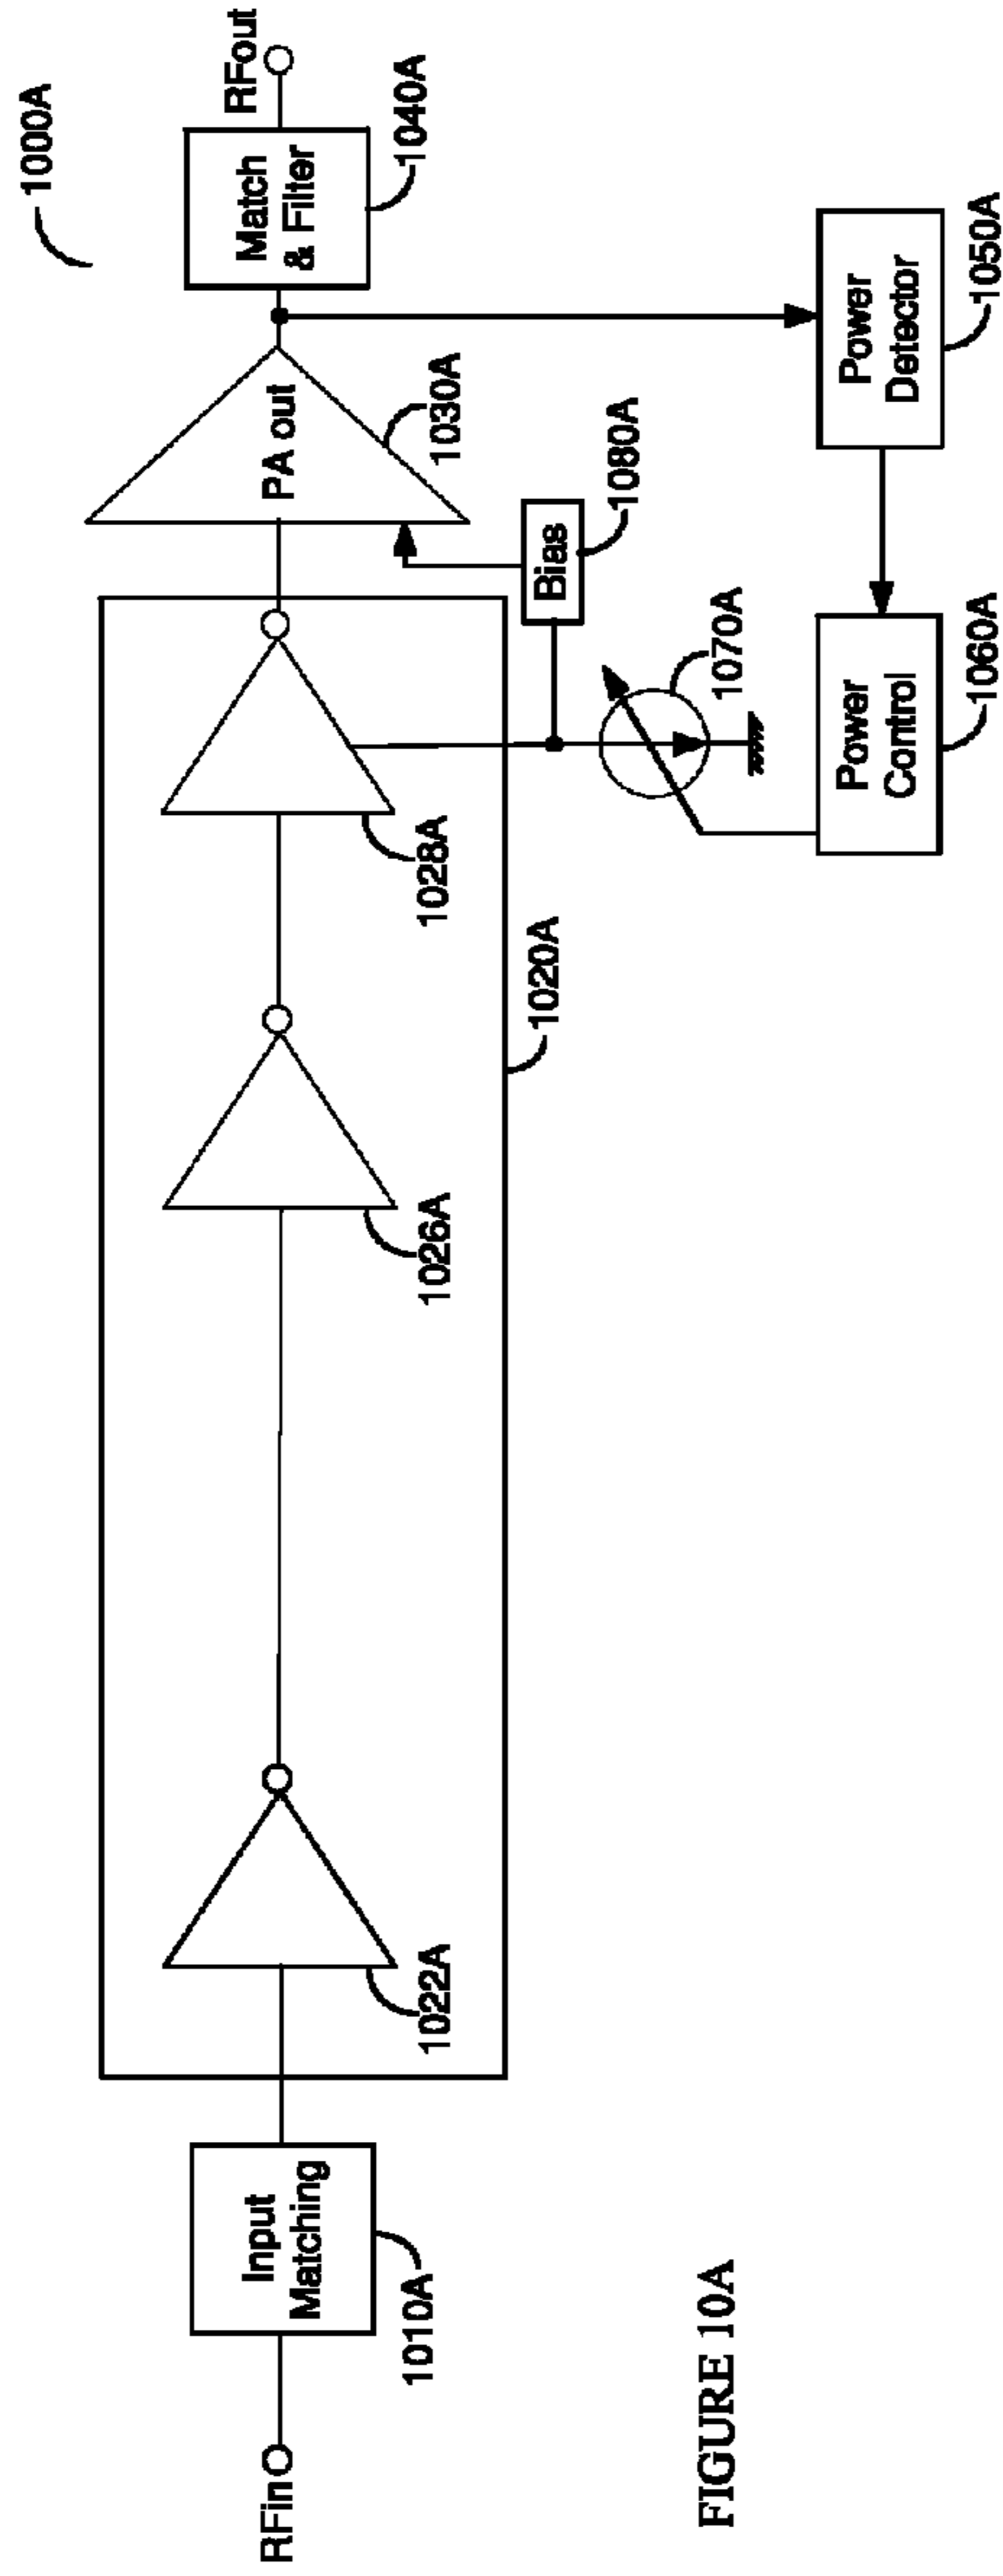 1000A
RFin
Input
Matching
1010A
1022A
1026A
1028A
1020A
PA out
1030A
Match
& Filter
1040A
RFout
Bias
1080A
1070A
Power
Control
1060A
Power
Detector
1050A
FIGURE 10A